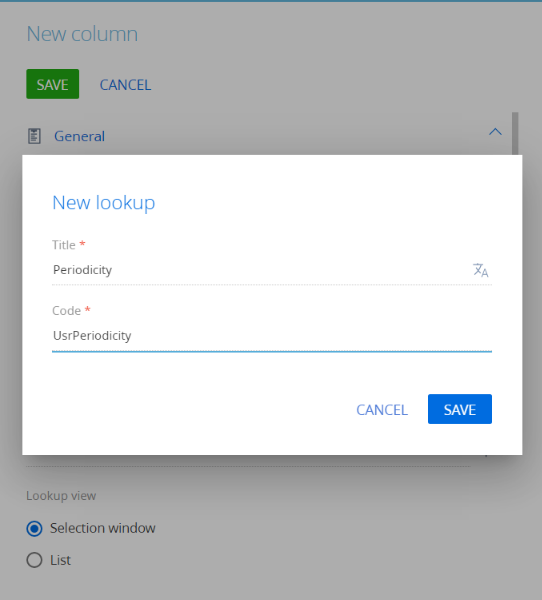 New column
SAVE CANCEL
General
New lookup
Title *
Periodicity
Code *
UsrPeriodicity
CANCEL SAVE
Lookup view
Selection window
List